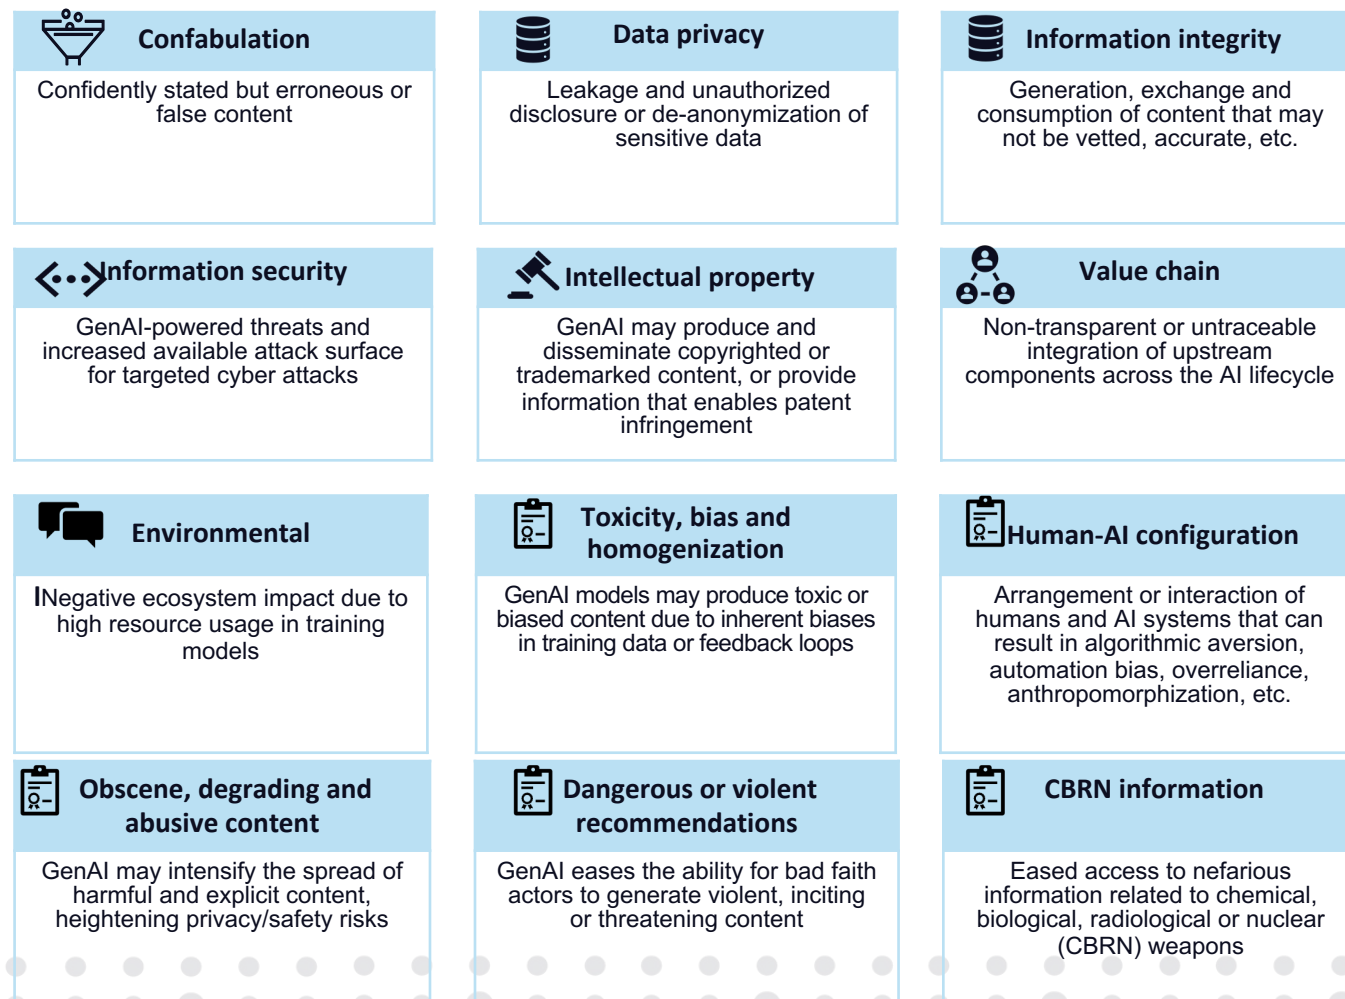 Confabulation
Confidently stated but erroneous or
false content
Data privacy
Leakage and unauthorized
disclosure or de-anonymization of
sensitive data
Information integrity
Generation, exchange and
consumption of content that may
not be vetted, accurate, etc.
Information security
GenAI-powered threats and
increased available attack surface
for targeted cyber attacks
Intellectual property
GenAI may produce and
disseminate copyrighted or
trademarked content, or provide
information that enables patent
infringement
Value chain
Non-transparent or untraceable
integration of upstream
components across the AI lifecycle
Environmental
INegative ecosystem impact due to
high resource usage in training
models
Toxicity, bias and
homogenization
GenAI models may produce toxic or
biased content due to inherent biases
in training data or feedback loops
Human-AI configuration
Arrangement or interaction of
humans and AI systems that can
result in algorithmic aversion,
automation bias, overreliance,
anthropomorphization, etc.
Obscene, degrading and
abusive content
GenAI may intensify the spread of
harmful and explicit content,
heightening privacy/safety risks
Dangerous or violent
recommendations
GenAI eases the ability for bad faith
actors to generate violent, inciting
or threatening content
CBRN information
Eased access to nefarious
information related to chemical,
biological, radiological or nuclear
(CBRN) weapons